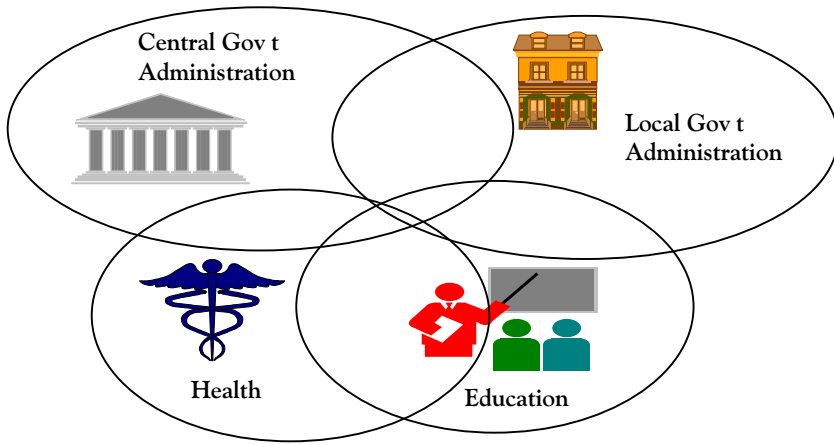 Central Gov t
Administration
Local Gov t
Administration
Health
Education